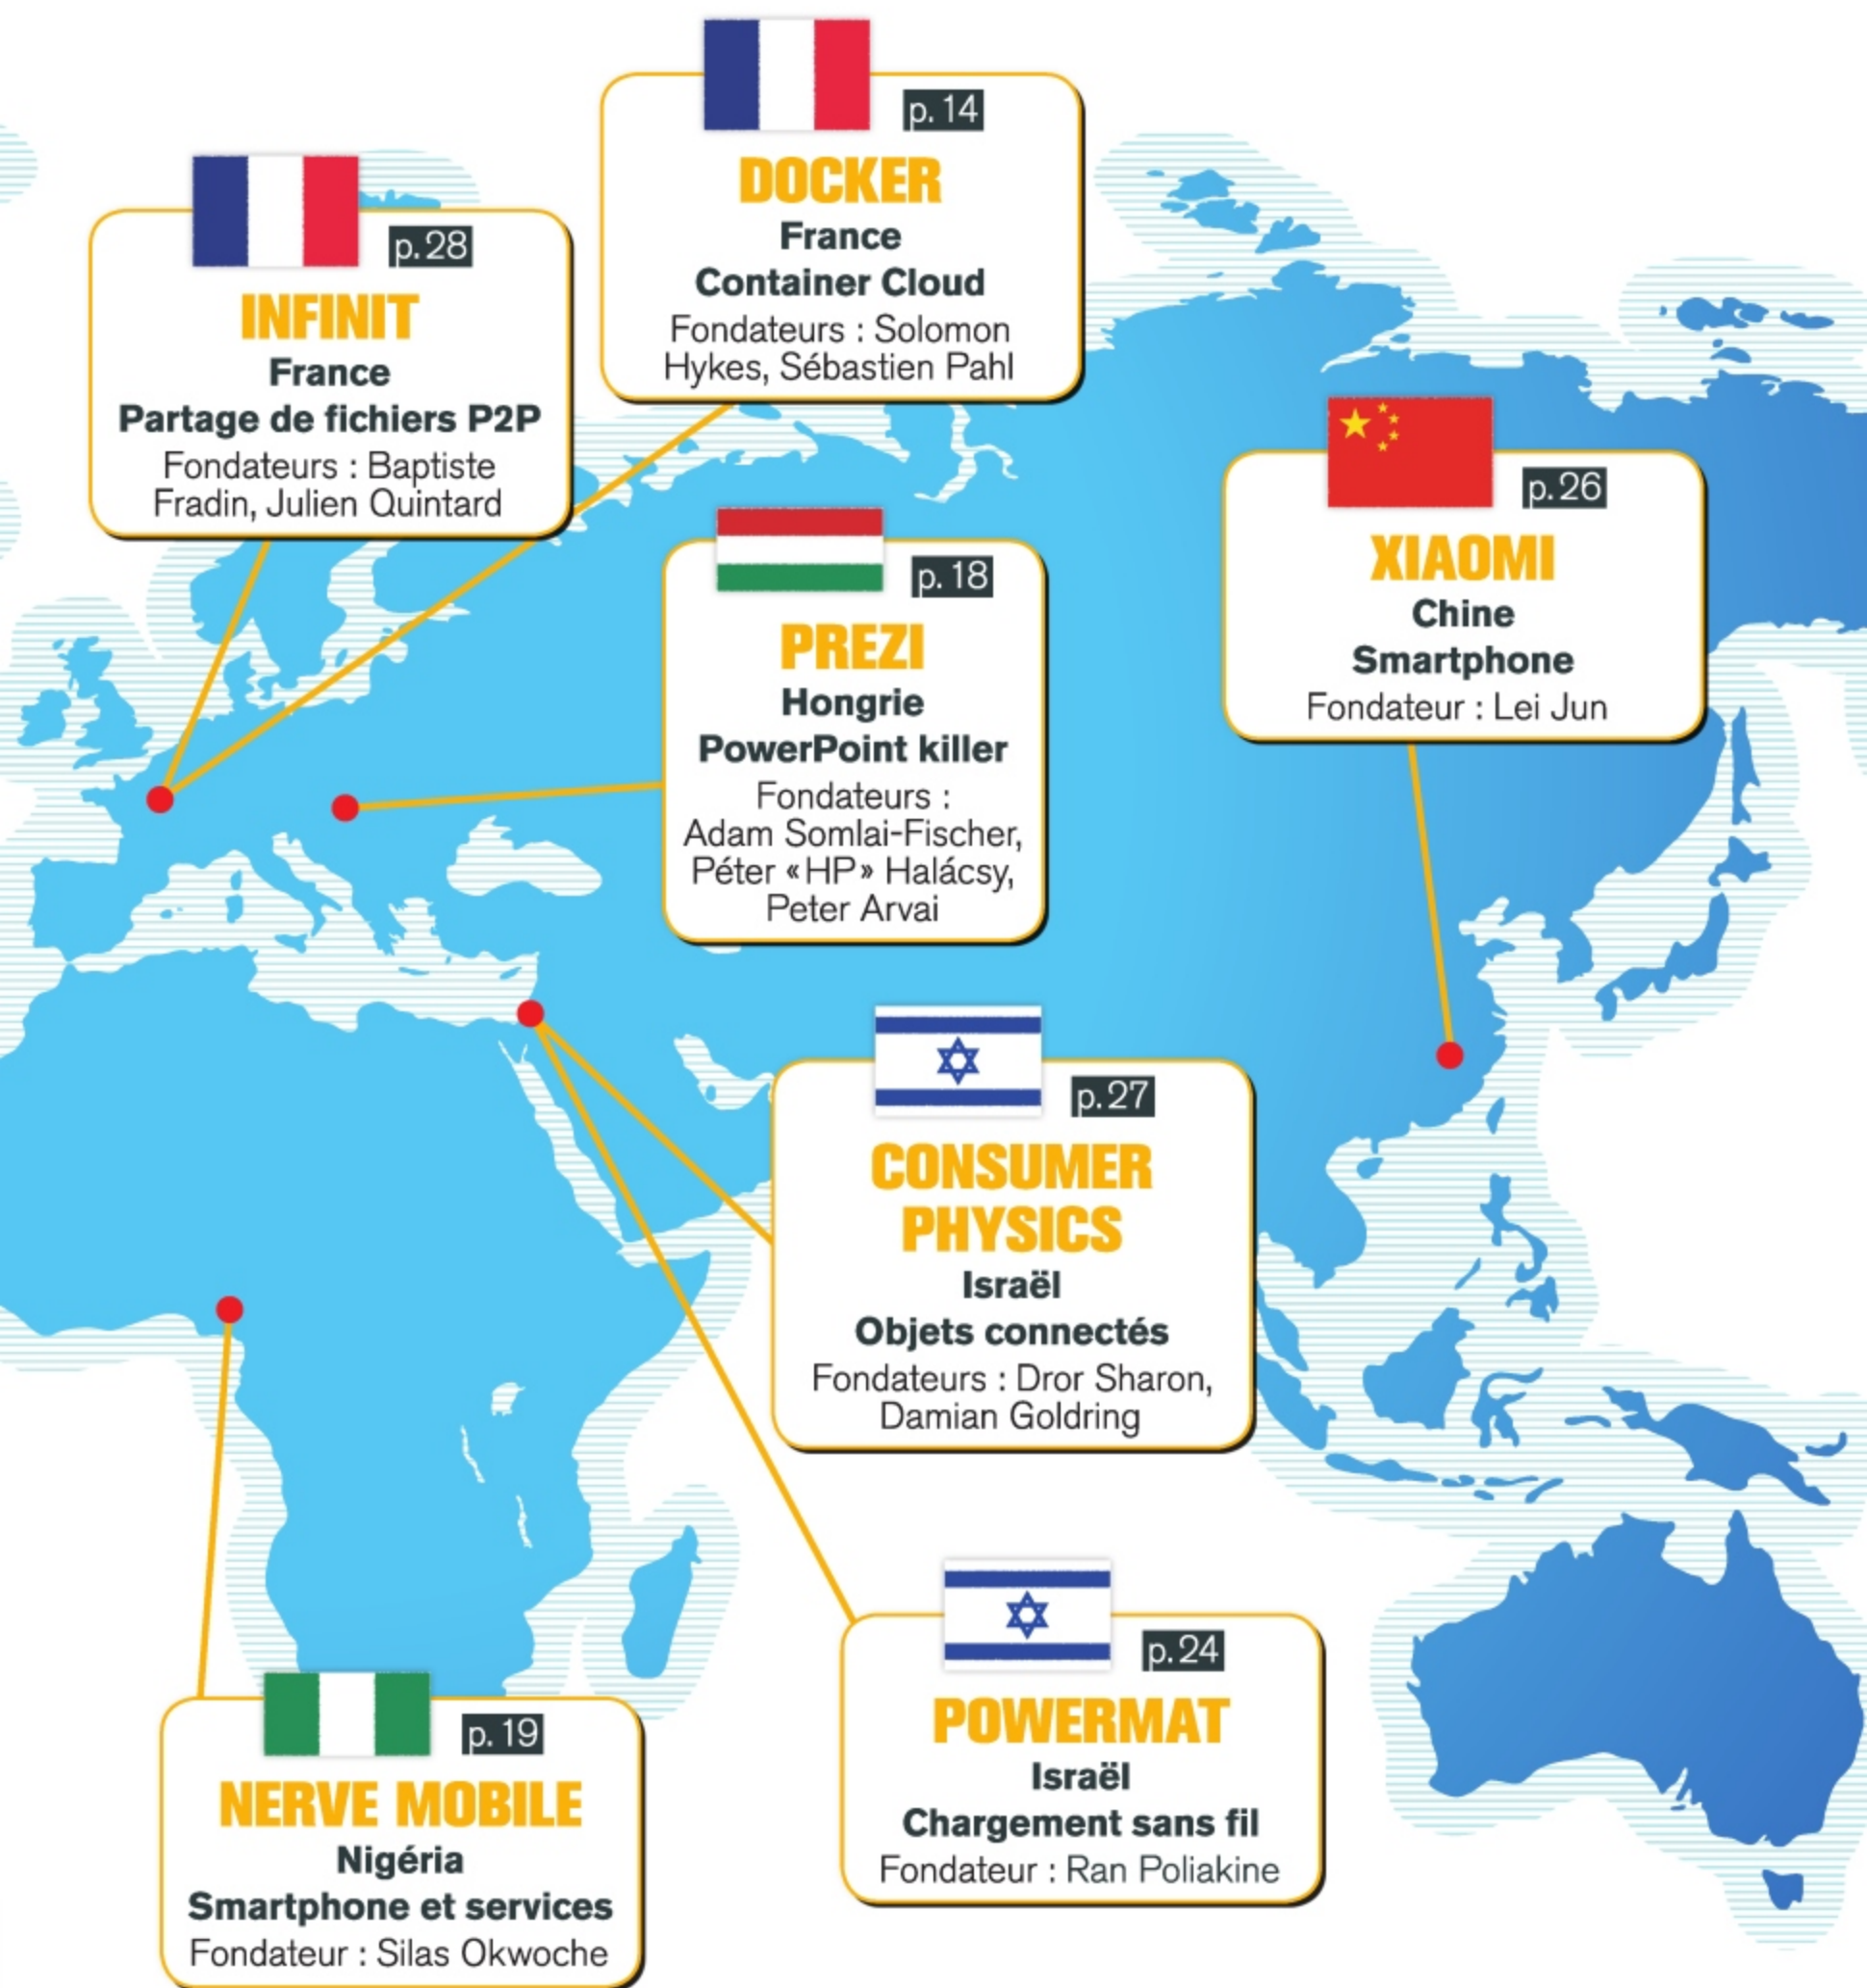 p. 14
DOCKER
France
Container Cloud
Fondateurs : Solomon
Hykes, Sébastien Pahl
p. 28
INFINIT
France
Partage de fichiers P2P
Fondateurs : Baptiste
Fradin, Julien Quintard
p. 26
XIAOMI
Chine
Smartphone
Fondateur : Lei Jun
p. 18
PREZI
Hongrie
PowerPoint killer
Fondateurs :
Adam Somlai-Fischer,
Péter «HP» Halácsy,
Peter Arvai
p. 27
CONSUMER
PHYSICS
Israël
Objets connectés
Fondateurs : Dror Sharon,
Damian Goldring
p. 24
POWERMAT
Israël
Chargement sans fil
Fondateur : Ran Poliakine
p. 19
NERVE MOBILE
Nigéria
Smartphone et services
Fondateur : Silas Okwoche